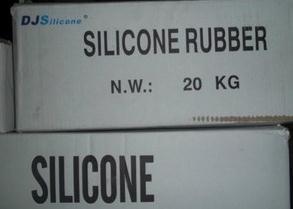 DJSilicone®
SILICONE RUBBER
N.W.: 20 KG
SILICONE